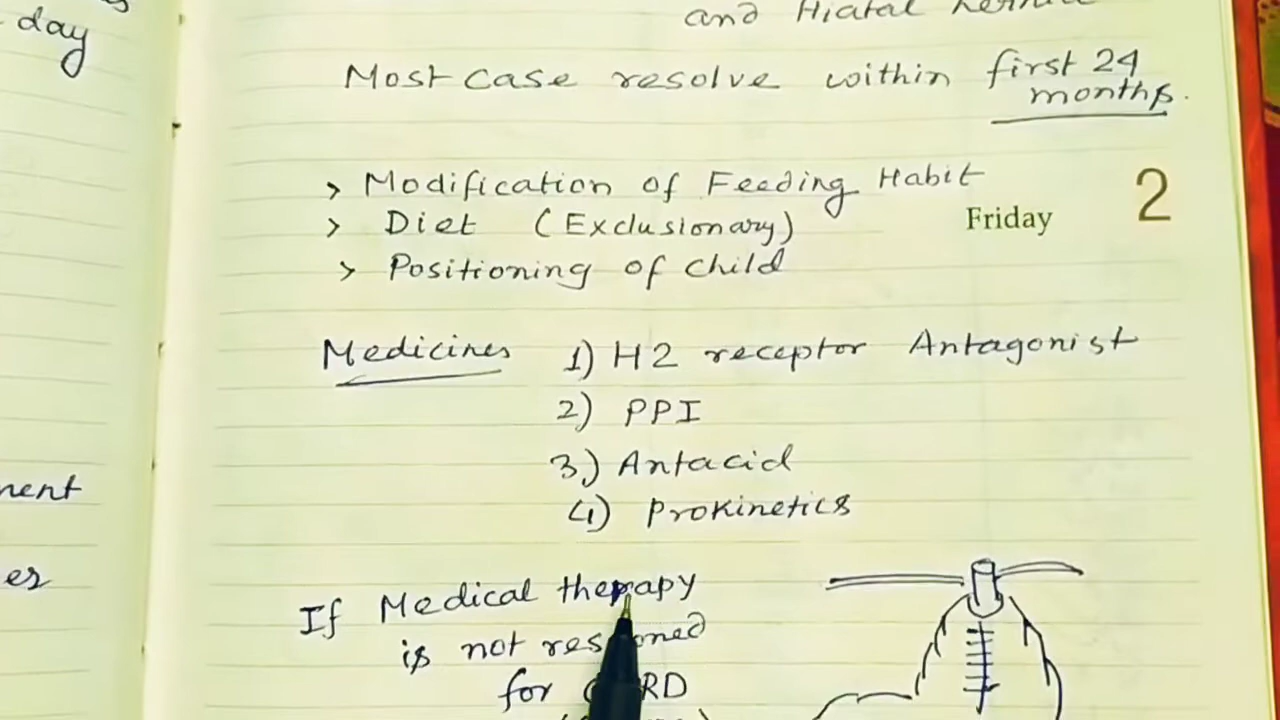 day
and Hiatal
Most case resolve within first 24
months.
> Modification of Feeding Habit
2
> Diet (Exclusionary)
Friday
> Positioning of child
Medicines 1) H2 receptor Antagonist
2) PPI
3) Antacid
4) Prokinetics
nent
es
If Medical therapy
is not
for RD